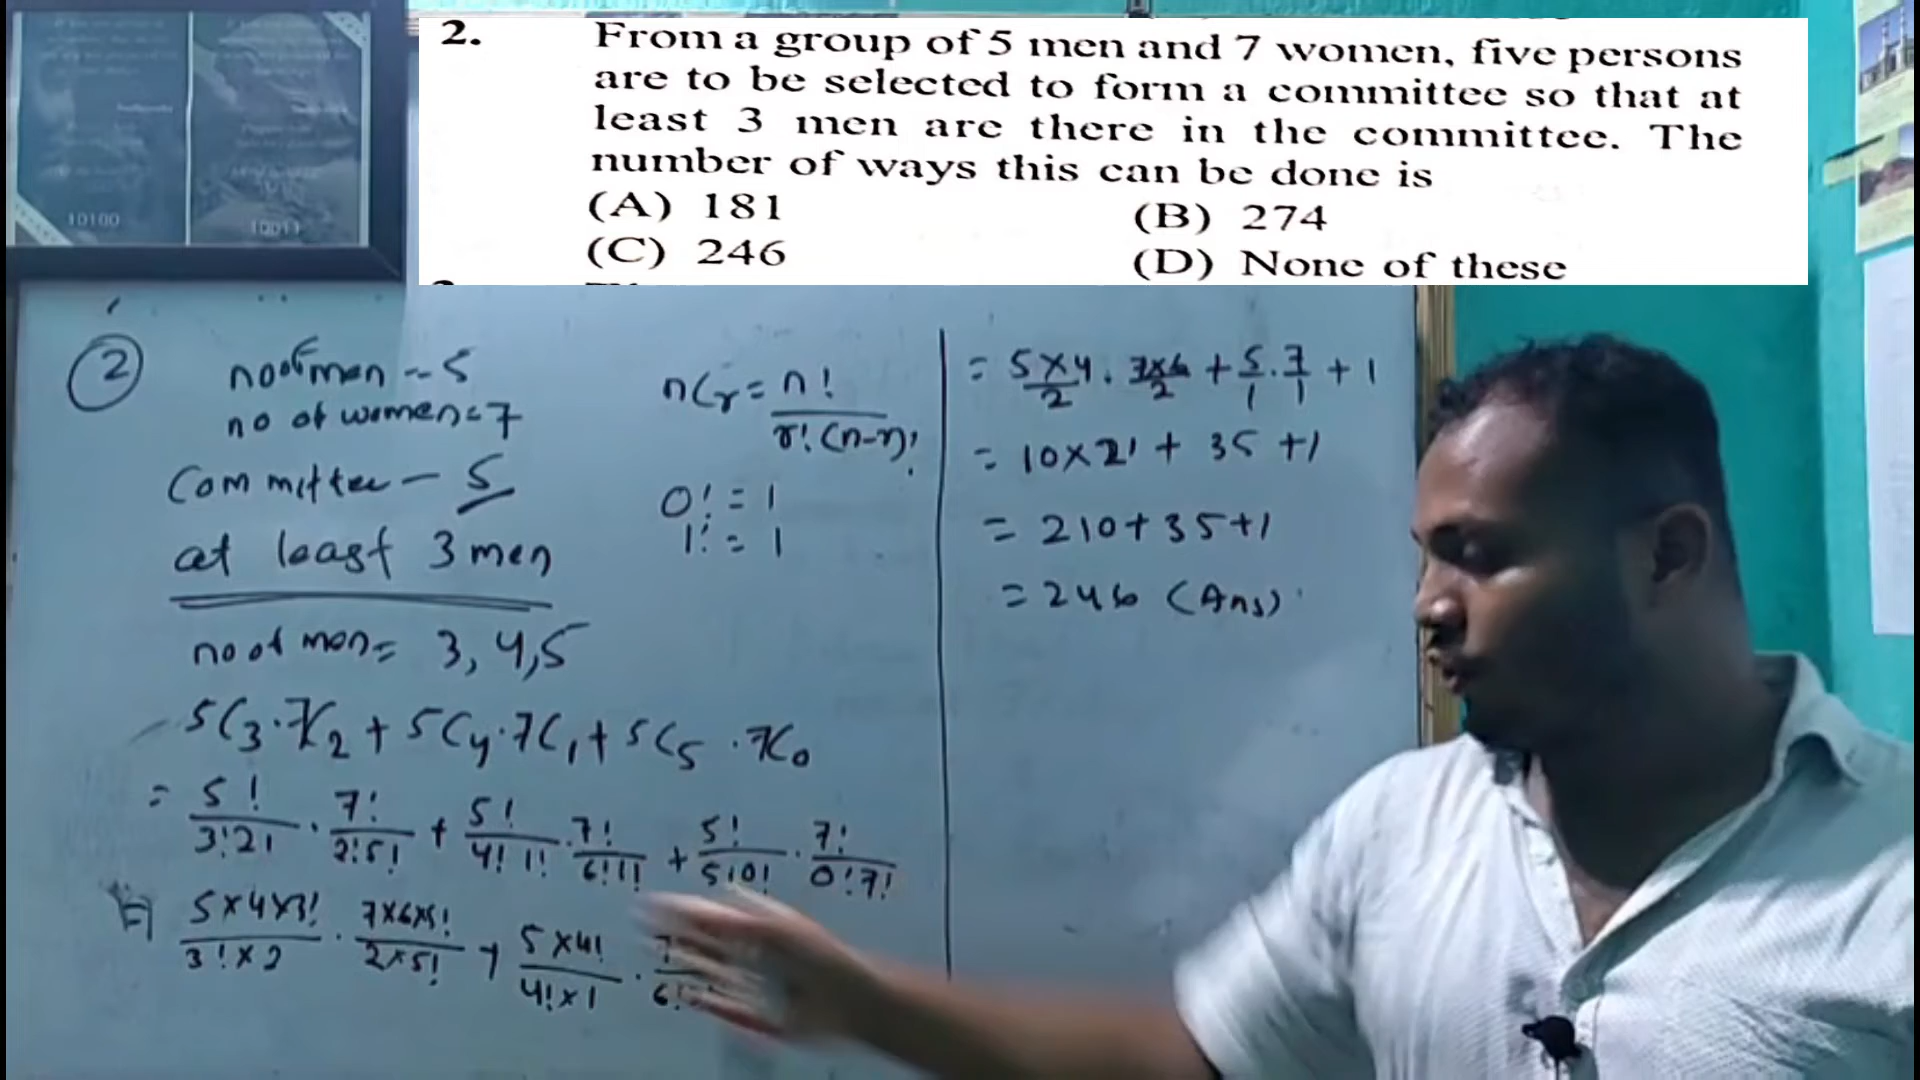 2. From a group of 5 men and 7 women, five persons
are to be selected to form a committee so that at
least 3 men are there in the committee. The
number of ways this can be done is
(A) 181 (B) 274
(C) 246 (D) None of these
10100
10011
2
no of men - 5
no of women = 7
Committee - 5
at least 3 men
no of men = 3, 4, 5
5C3 . 7C2 + 5C4 . 7C1 + 5C5 . 7C0
= 5!/3!2! . 7!/2!5! + 5!/4!1! . 7!/6!1! + 5!/5!0! . 7!/0!7!
= 5×4×3!/3!×2 . 7×6×5!/2×5! + 5×4!/4!×1 .
nCr = n!/r!(n-r)!
0! = 1
1! = 1
= 5×4/2 . 7×6/2 + 5/1 . 7/1 + 1
= 10×21 + 35 + 1
= 210 + 35 + 1
= 246 (Ans)